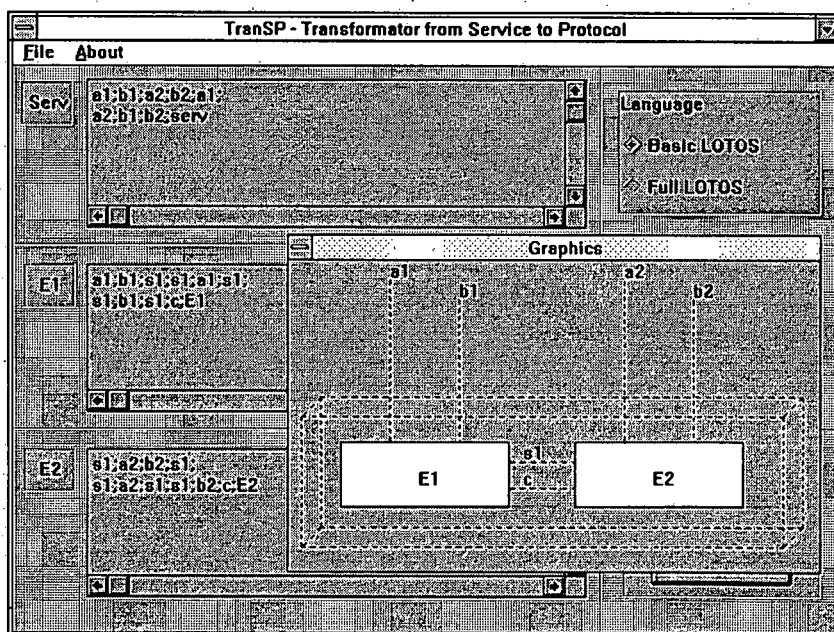 TranSP - Transformator from Service to Protocol
File About
Serv
a1;b1;a2;b2;a1;
a2;b1;b2;serv
Language
Basic LOTOS
Full LOTOS
E1
a1;b1;s1;s1;a1;s1;
s1;b1;s1;c;E1
Graphics
a1
a2
b1
b2
E1
s1
c
E2
E2
s1;a2;b2;s1;
s1;a2;s1;s1;b2;c;E2